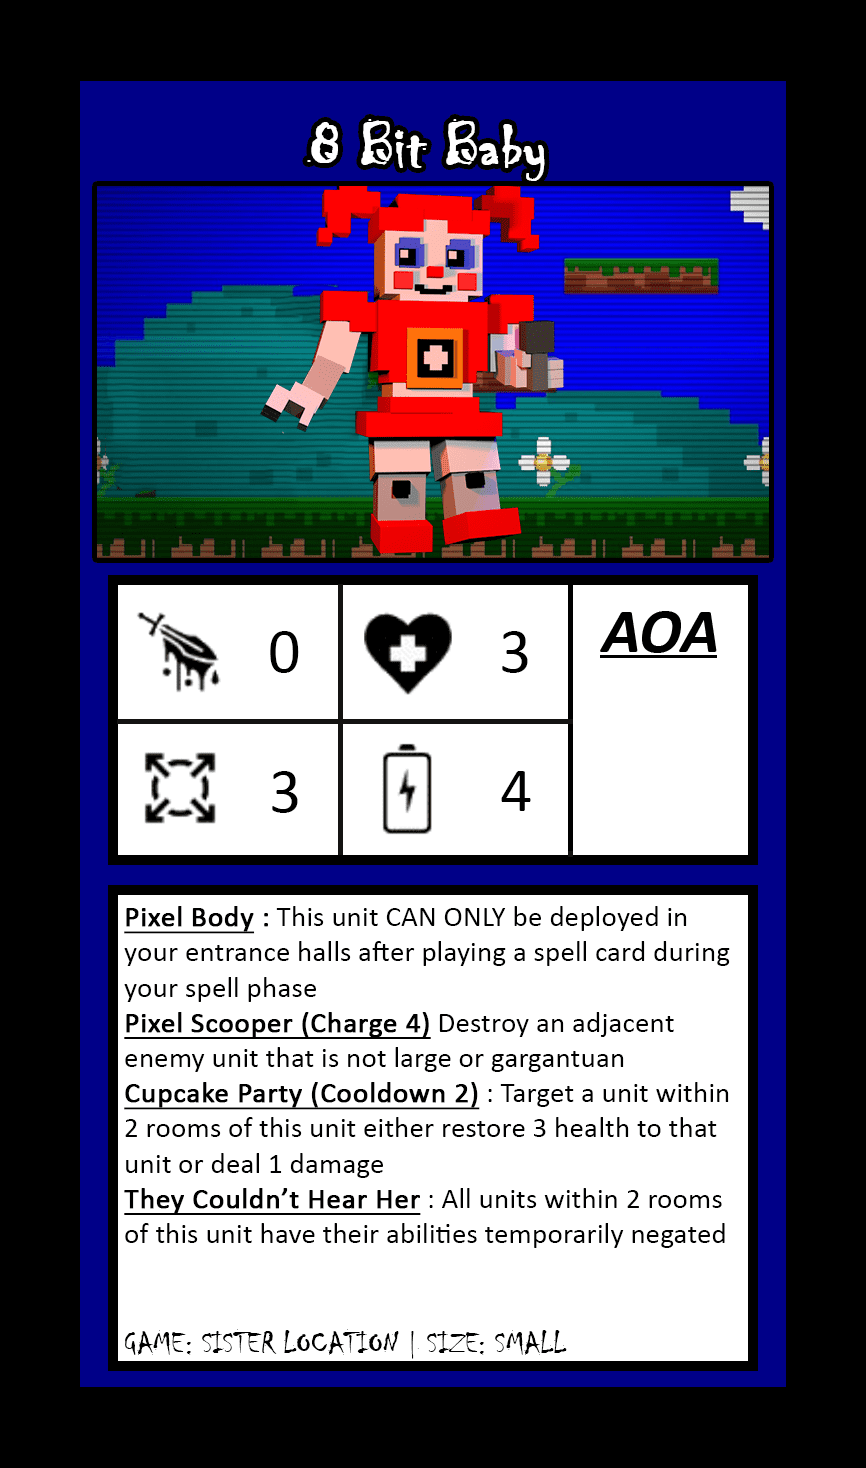 8 Bit Baby
0
3
AOA
3
4
Pixel Body : This unit CAN ONLY be deployed in
your entrance halls after playing a spell card during
your spell phase
Pixel Scooper (Charge 4) Destroy an adjacent
enemy unit that is not large or gargantuan
Cupcake Party (Cooldown 2) : Target a unit within
2 rooms of this unit either restore 3 health to that
unit or deal 1 damage
They Couldn’t Hear Her : All units within 2 rooms
of this unit have their abilities temporarily negated
GAME: SISTER LOCATION | SIZE: SMALL